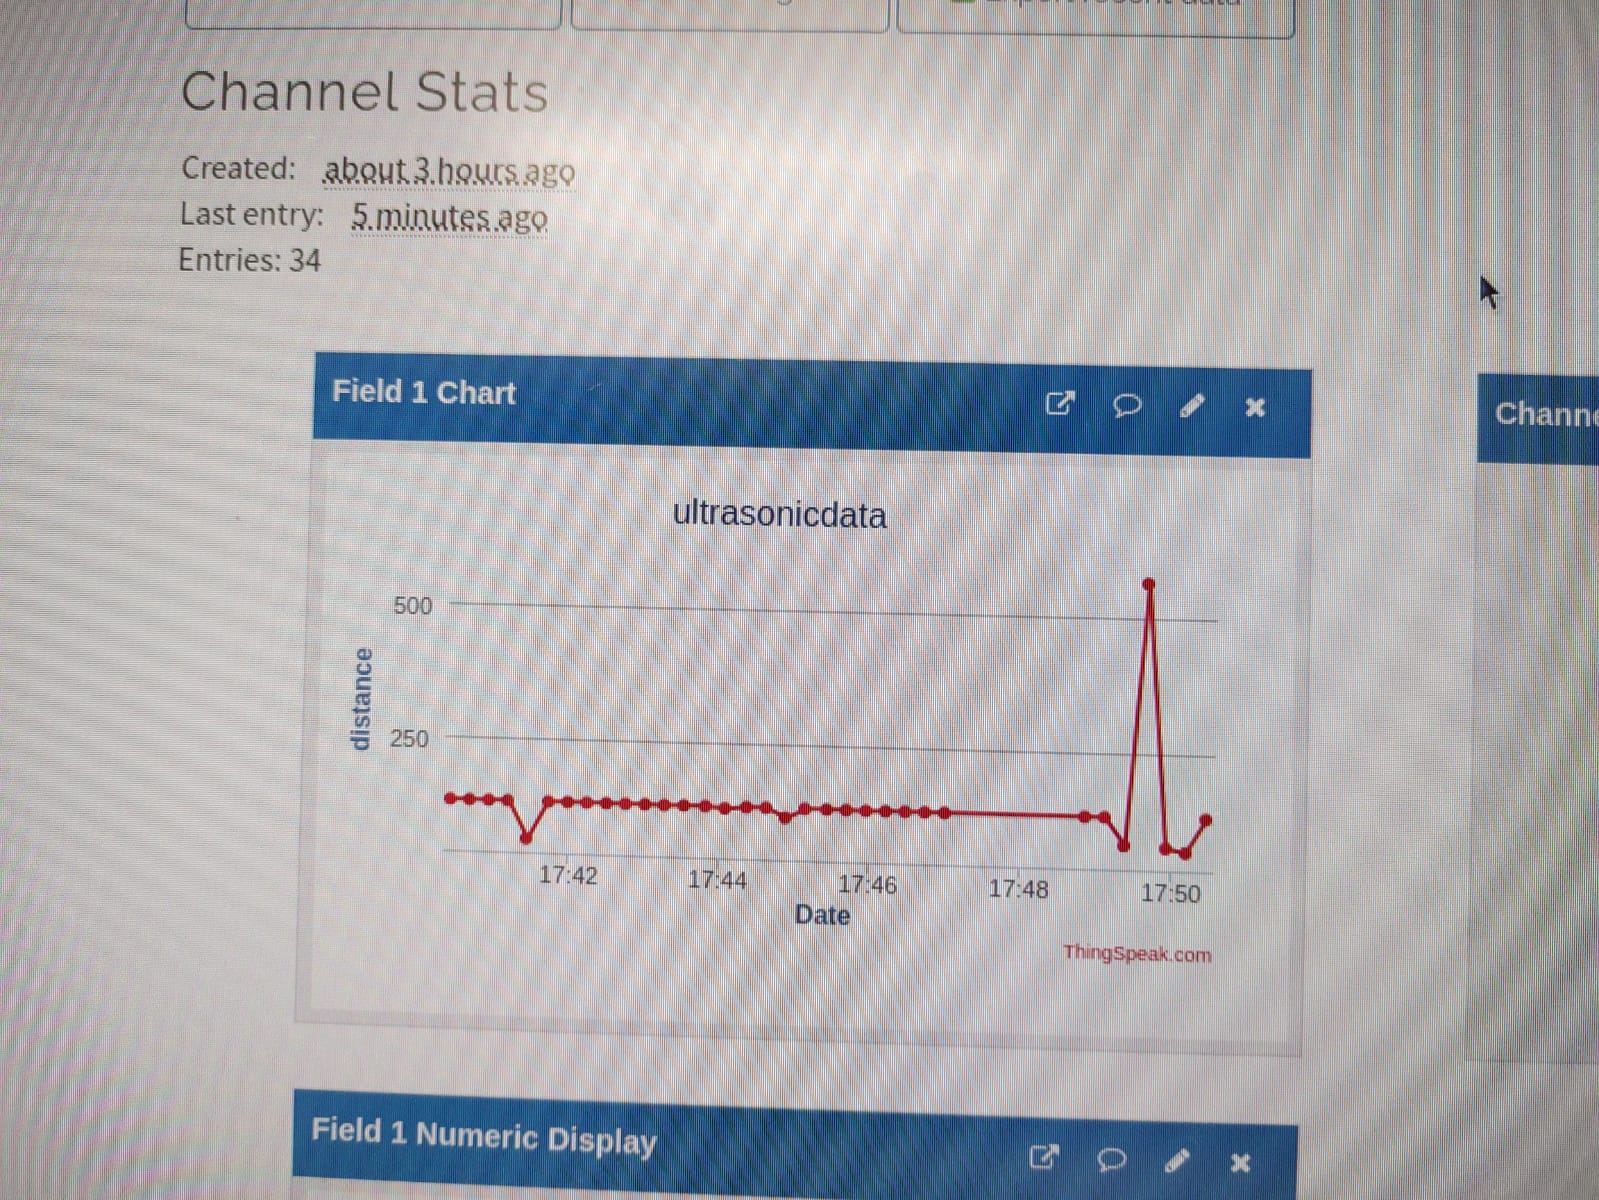 Channel Stats
Created: about 3 hours ago
Last entry: 5 minutes ago
Entries: 34
Field 1 Chart
Channe
ultrasonicdata
500
distance
250
17:42 17:44 17:46 17:48 17:50
Date
ThingSpeak.com
Field 1 Numeric Display